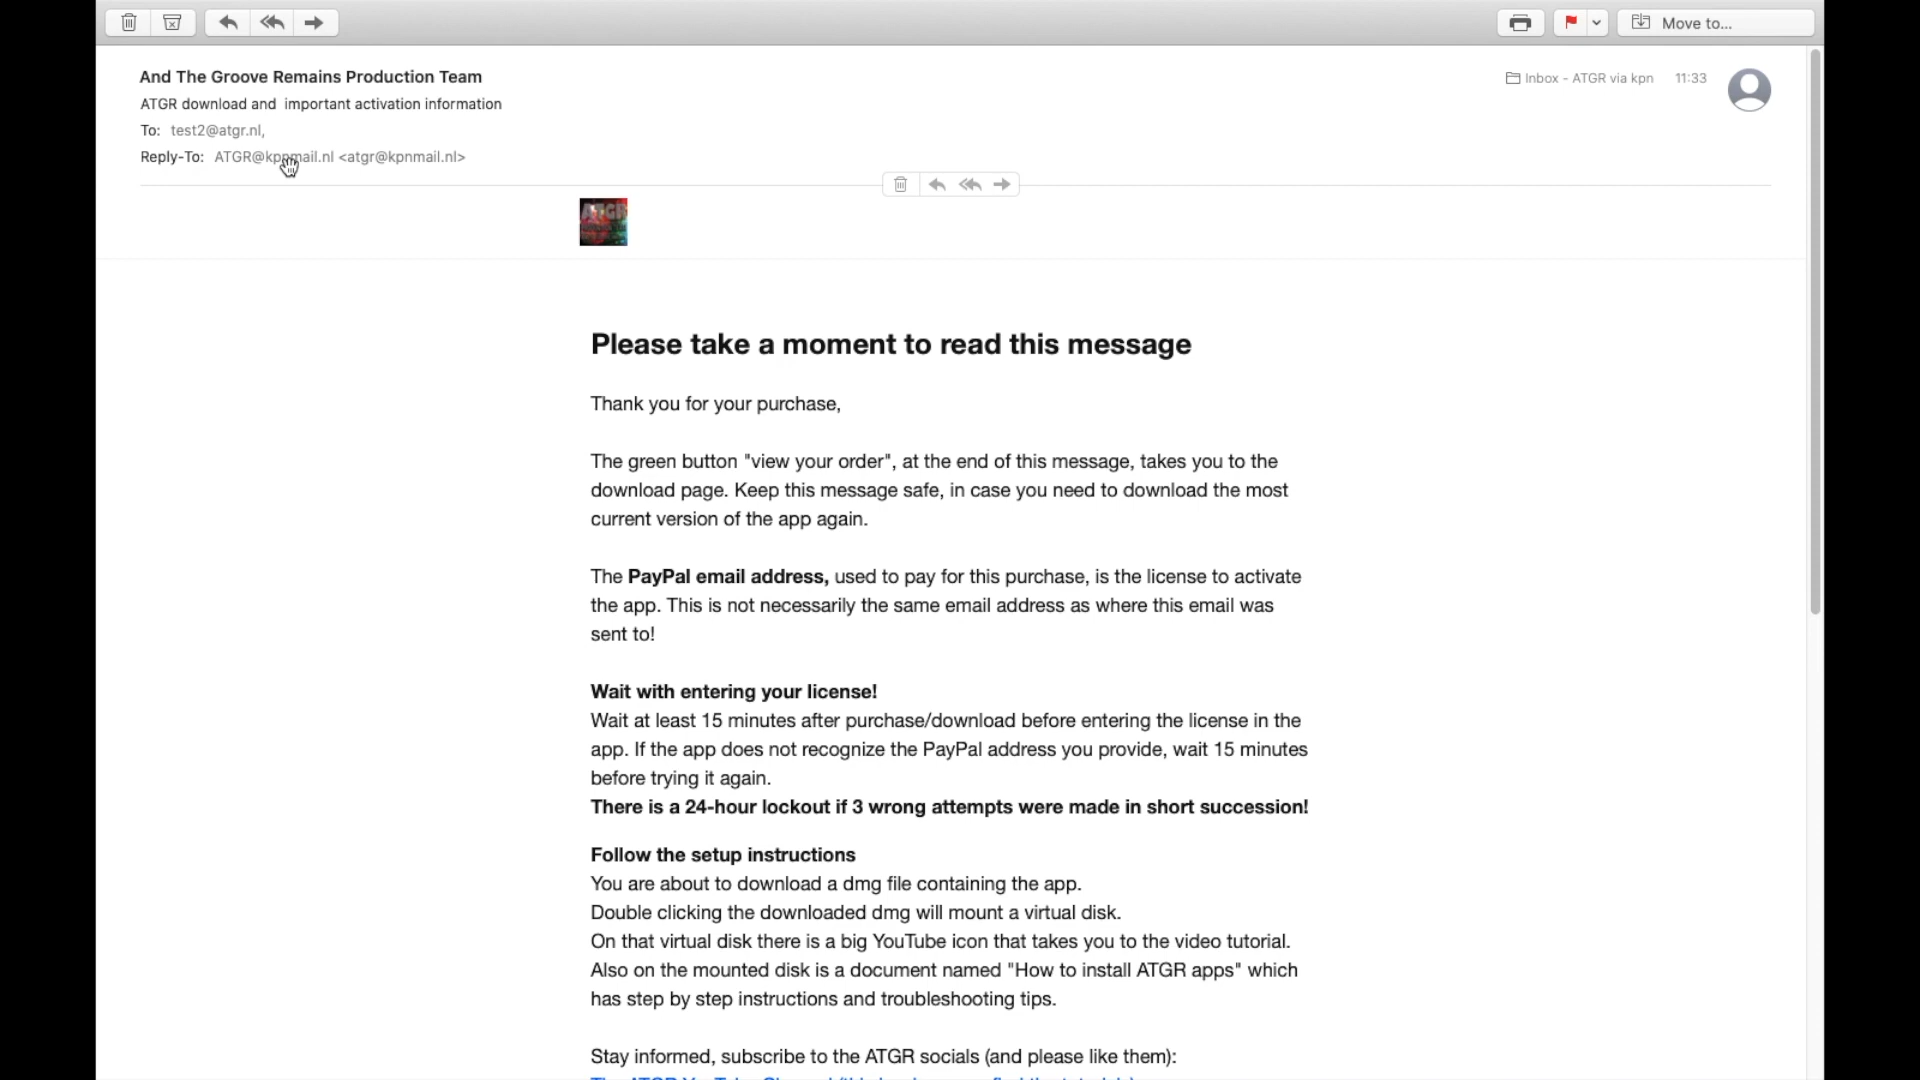 Move to...
And The Groove Remains Production Team
Inbox - ATGR via kpn 11:33
ATGR download and important activation information
To: test2@atgr.nl,
Reply-To: ATGR@kpnmail.nl <atgr@kpnmail.nl>
ATGR
Please take a moment to read this message
Thank you for your purchase,
The green button "view your order", at the end of this message, takes you to the
download page. Keep this message safe, in case you need to download the most
current version of the app again.
The PayPal email address, used to pay for this purchase, is the license to activate
the app. This is not necessarily the same email address as where this email was
sent to!
Wait with entering your license!
Wait at least 15 minutes after purchase/download before entering the license in the
app. If the app does not recognize the PayPal address you provide, wait 15 minutes
before trying it again.
There is a 24-hour lockout if 3 wrong attempts were made in short succession!
Follow the setup instructions
You are about to download a dmg file containing the app.
Double clicking the downloaded dmg will mount a virtual disk.
On that virtual disk there is a big YouTube icon that takes you to the video tutorial.
Also on the mounted disk is a document named "How to install ATGR apps" which
has step by step instructions and troubleshooting tips.
Stay informed, subscribe to the ATGR socials (and please like them):
The ATGR YouTube Channel